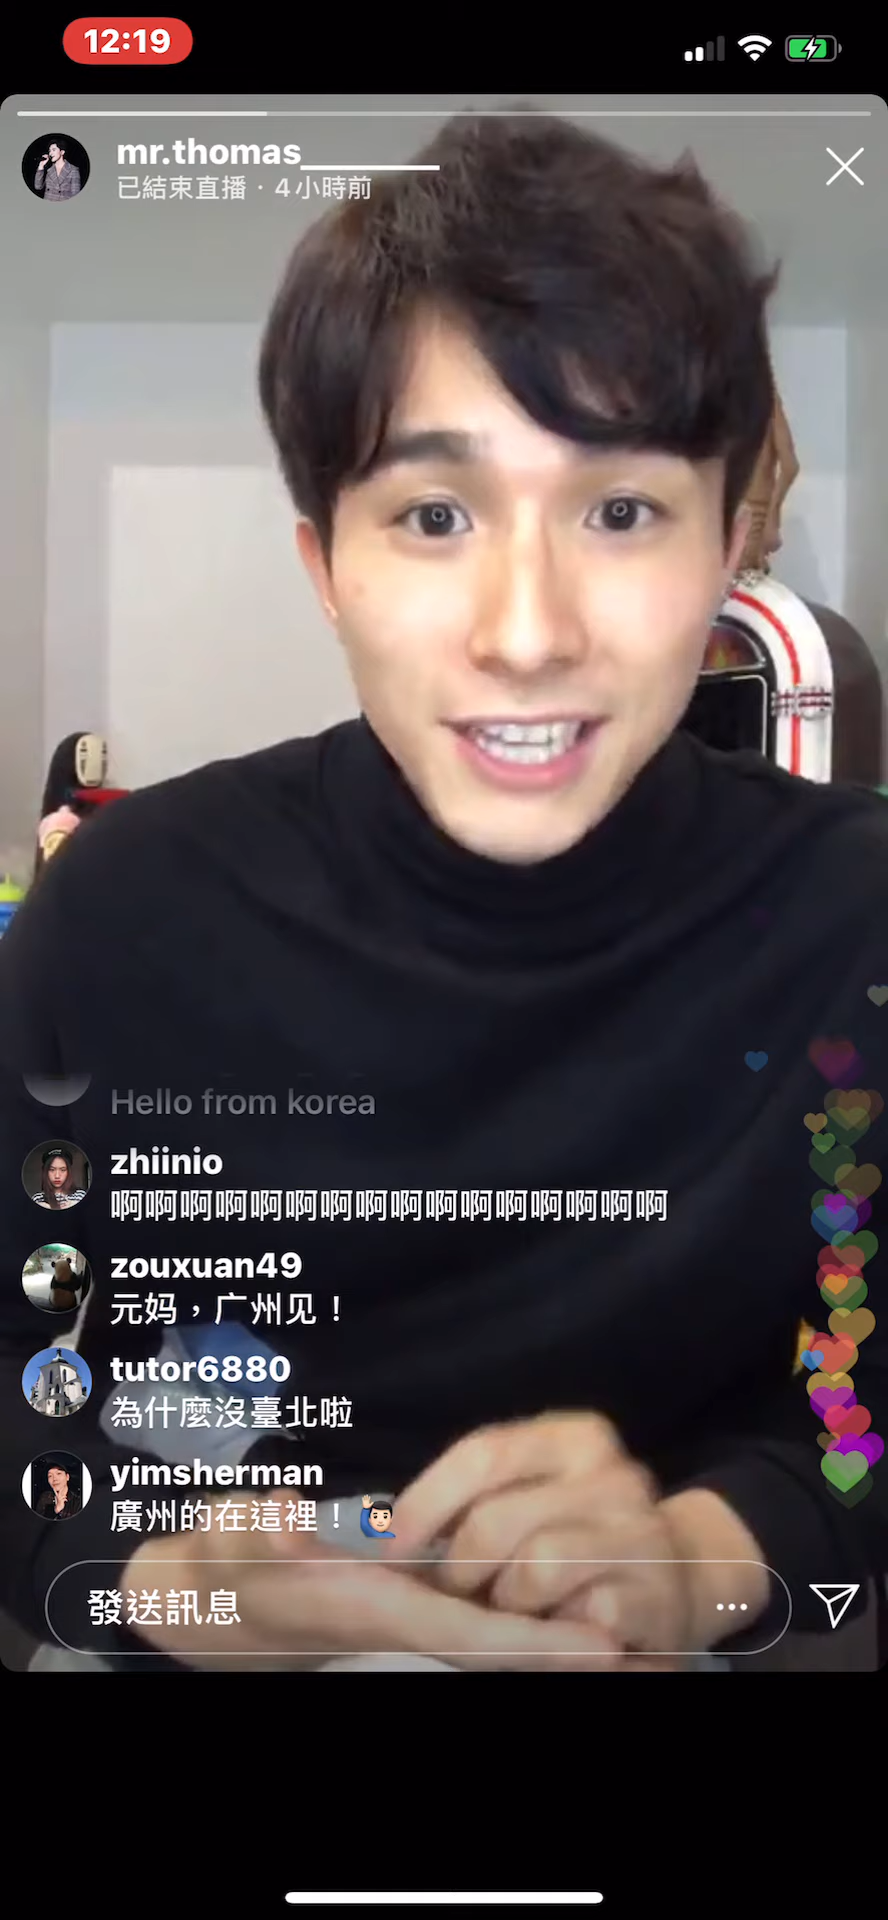 12:19
mr.thomas________
已結束直播 · 4小時前
Hello from korea
zhiinio
啊啊啊啊啊啊啊啊啊啊啊啊啊啊啊啊
zouxuan49
元妈，广州见！
tutor6880
為什麼沒臺北啦
yimsherman
廣州的在這裡！🙋🏻‍♂️
發送訊息